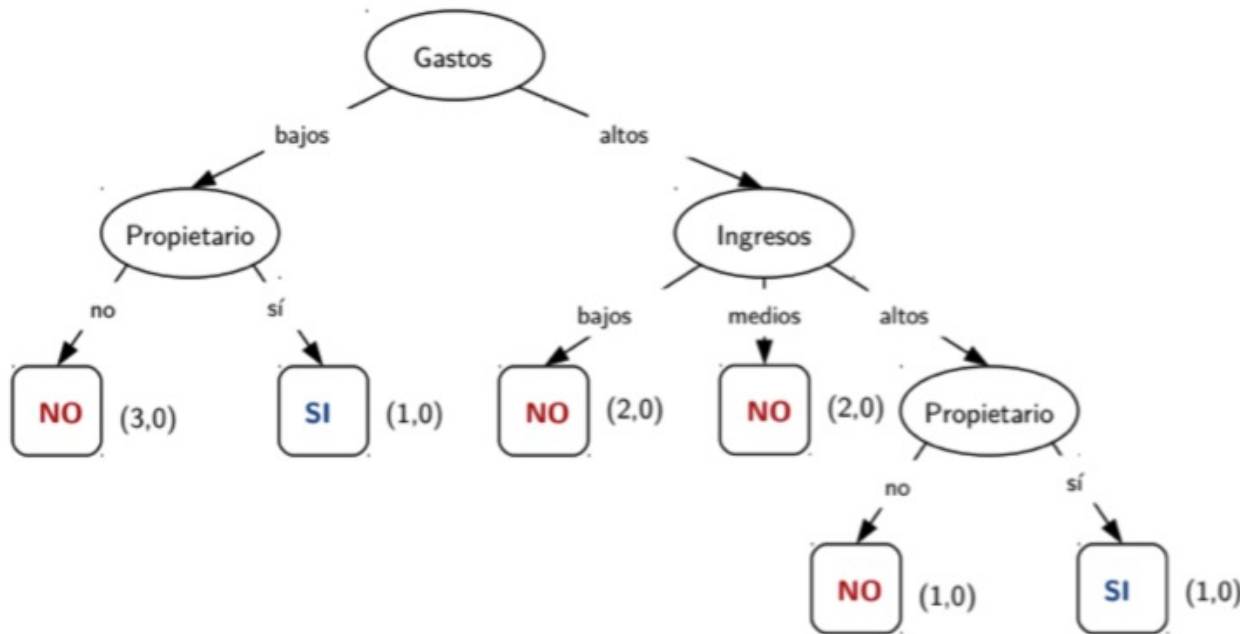 Gastos
bajos
altos
Propietario
Ingresos
no
sí
bajos
medios
altos
NO (3,0)
SI (1,0)
NO (2,0)
NO (2,0)
Propietario
no
sí
NO (1,0)
SI (1,0)